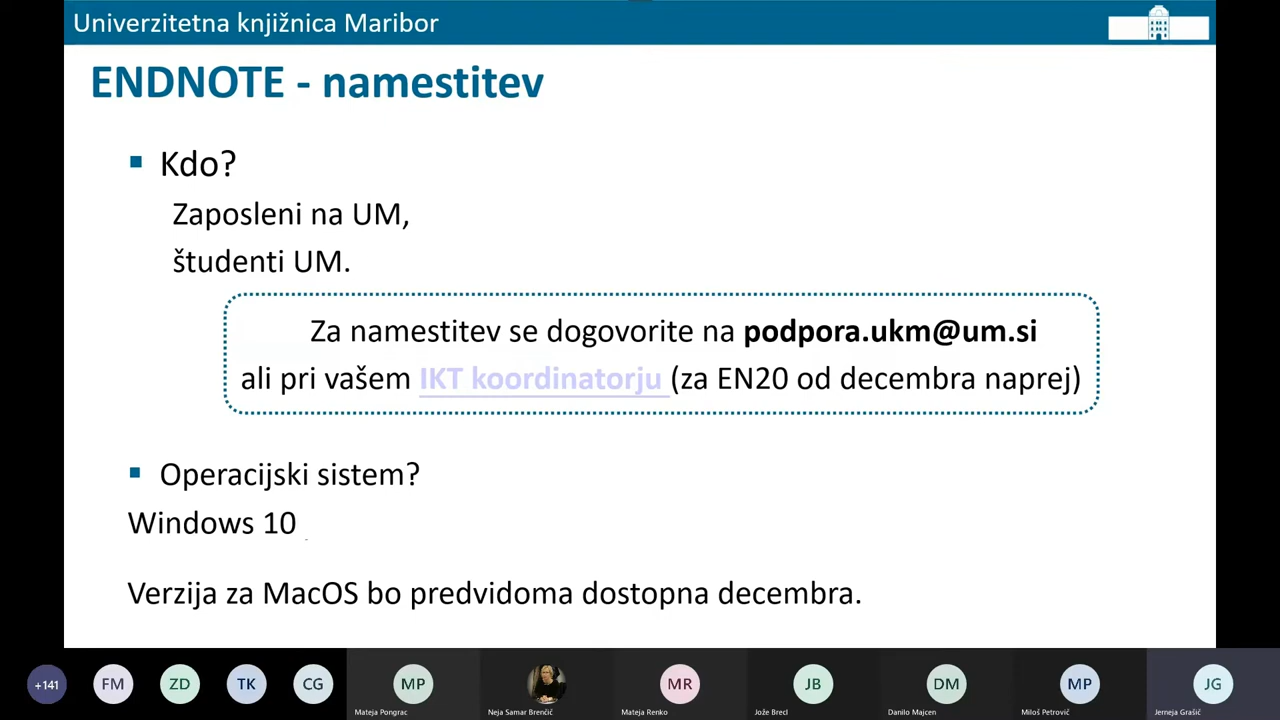 Univerzitetna knjižnica Maribor
ENDNOTE - namestitev
Kdo?
Zaposleni na UM,
študenti UM.
Za namestitev se dogovorite na podpora.ukm@um.si
ali pri vašem IKT koordinatorju (za EN20 od decembra naprej)
Operacijski sistem?
Windows 10
Verzija za MacOS bo predvidoma dostopna decembra.
+141
FM
ZD
TK
CG
MP
Mateja Pongrac
Neja Samar Brenčič
MR
Mateja Renko
JB
Jože Brecl
DM
Danilo Majcen
MP
Miloš Petrovič
JG
Jerneja Grašič